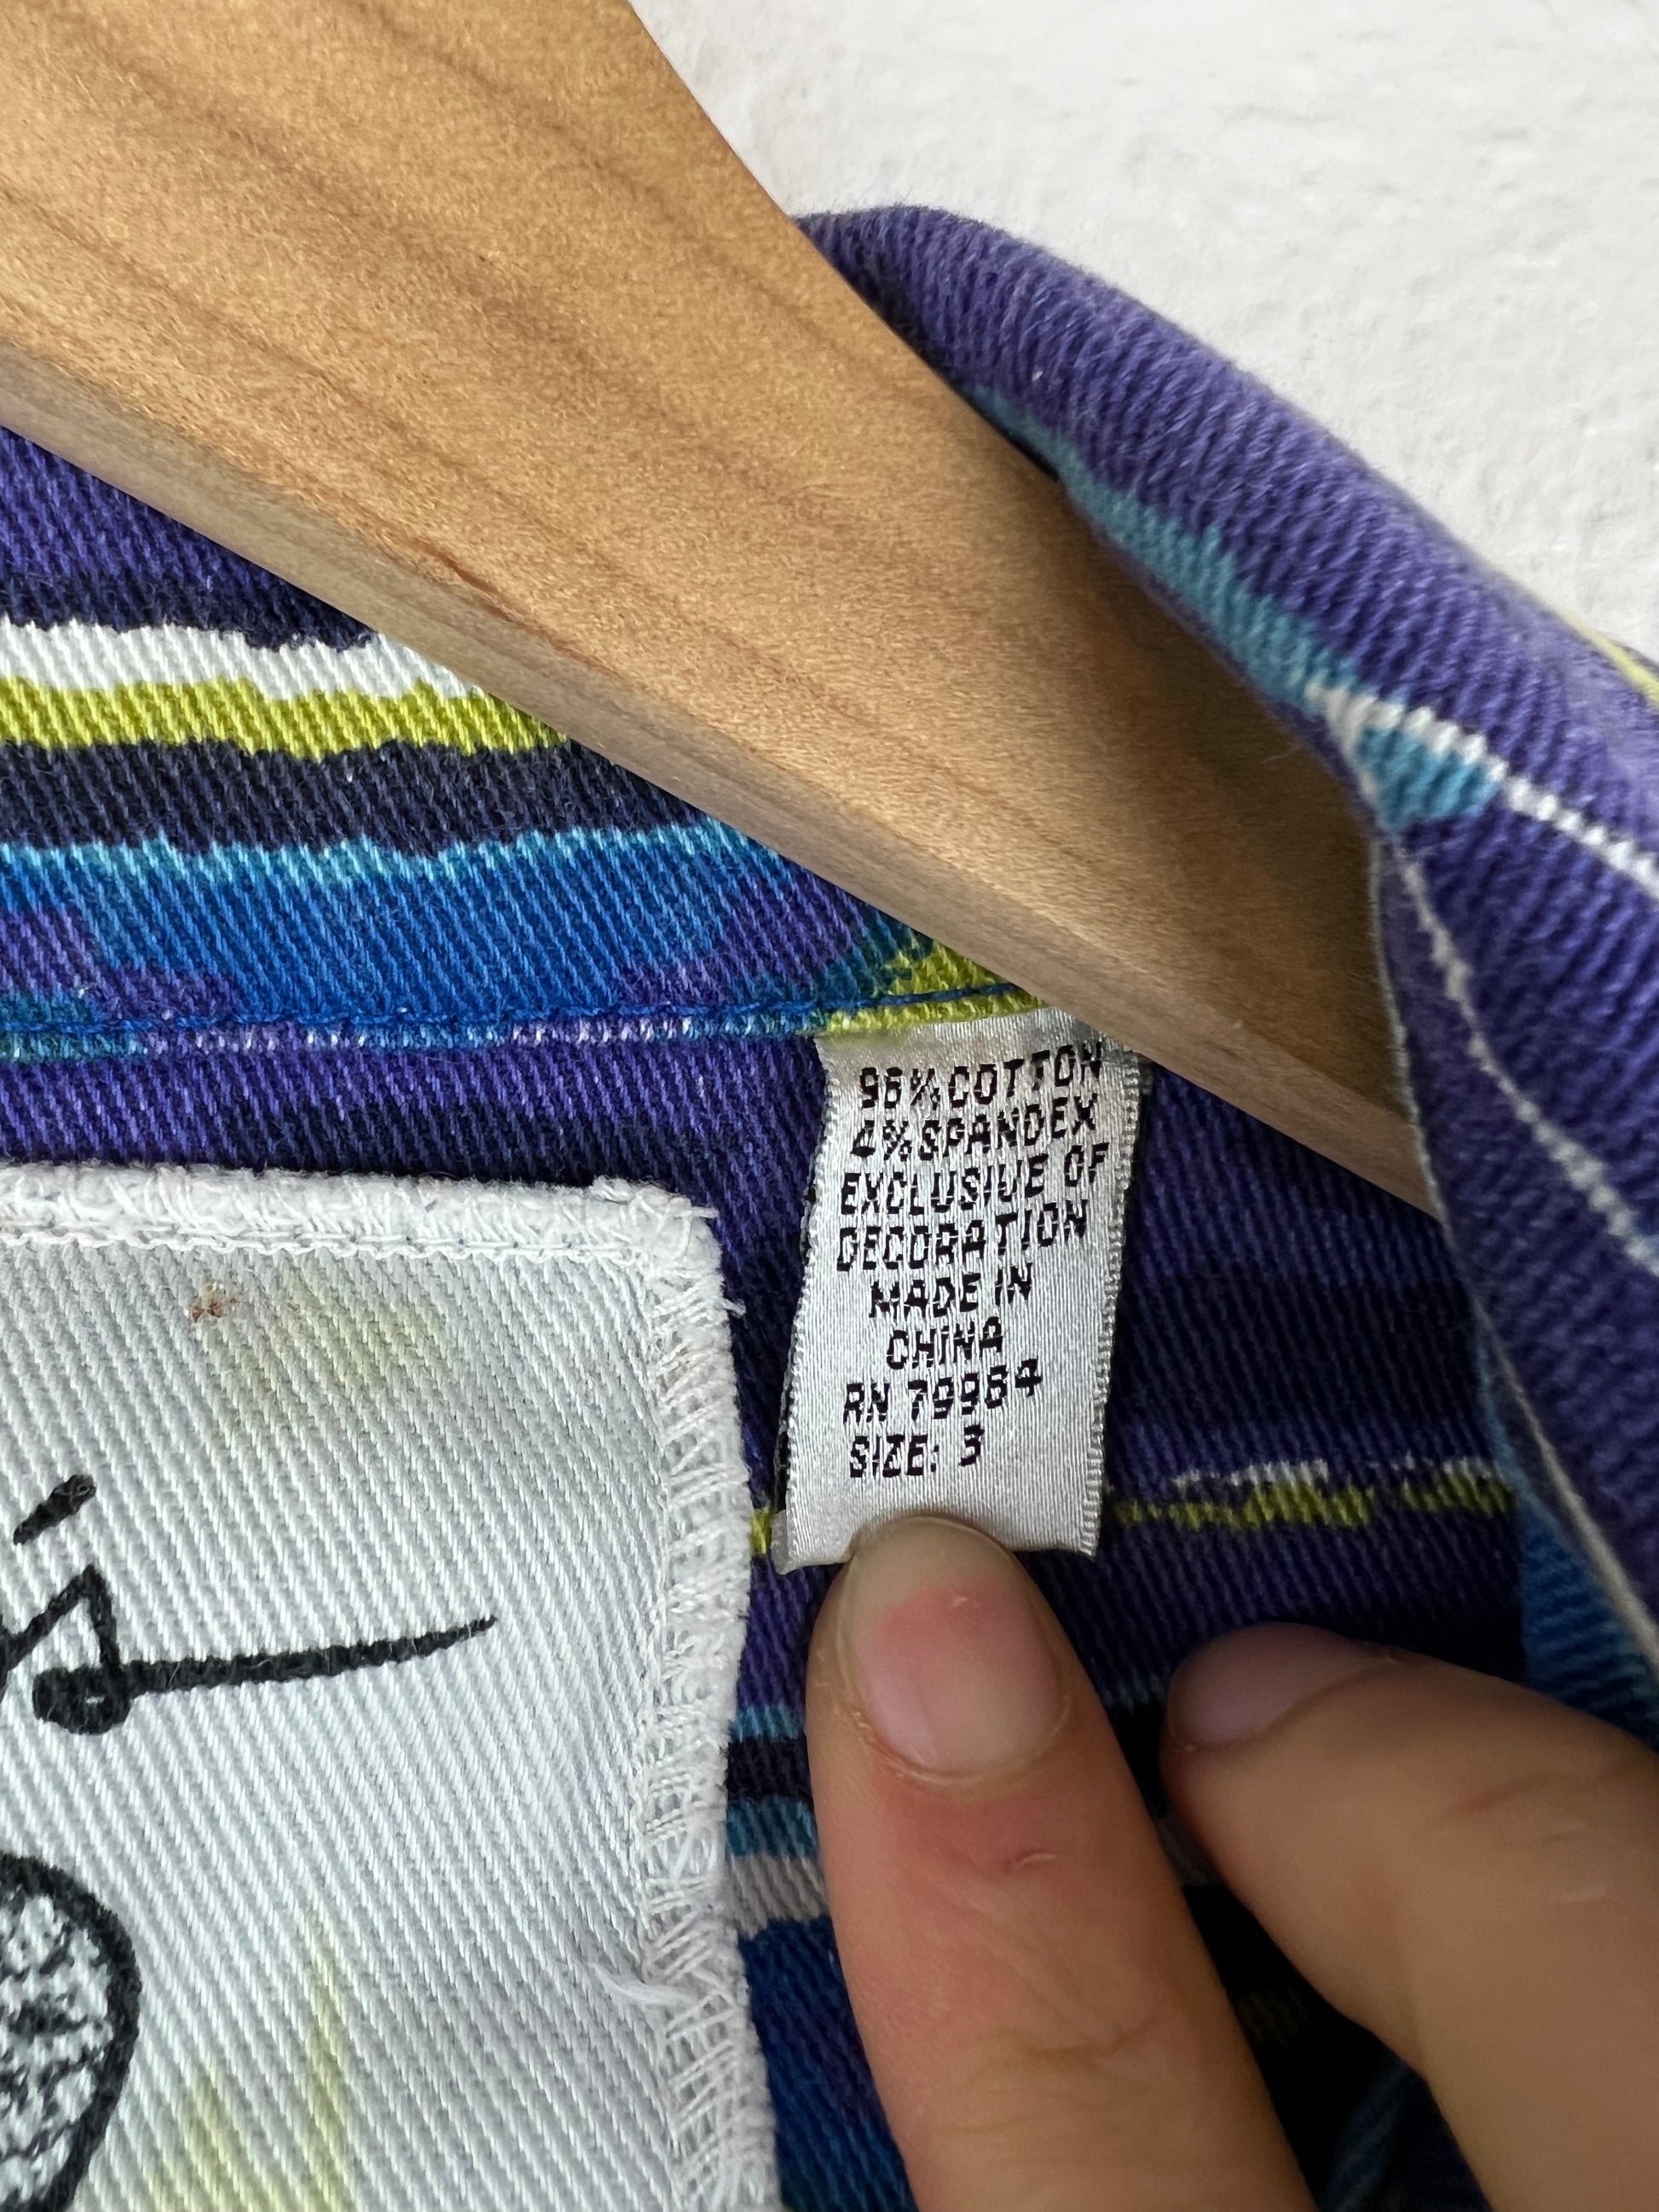 96% COTTON
4% SPANDEX
EXCLUSIVE OF
DECORATION
MADE IN
CHINA
RN 79984
SIZE: 3